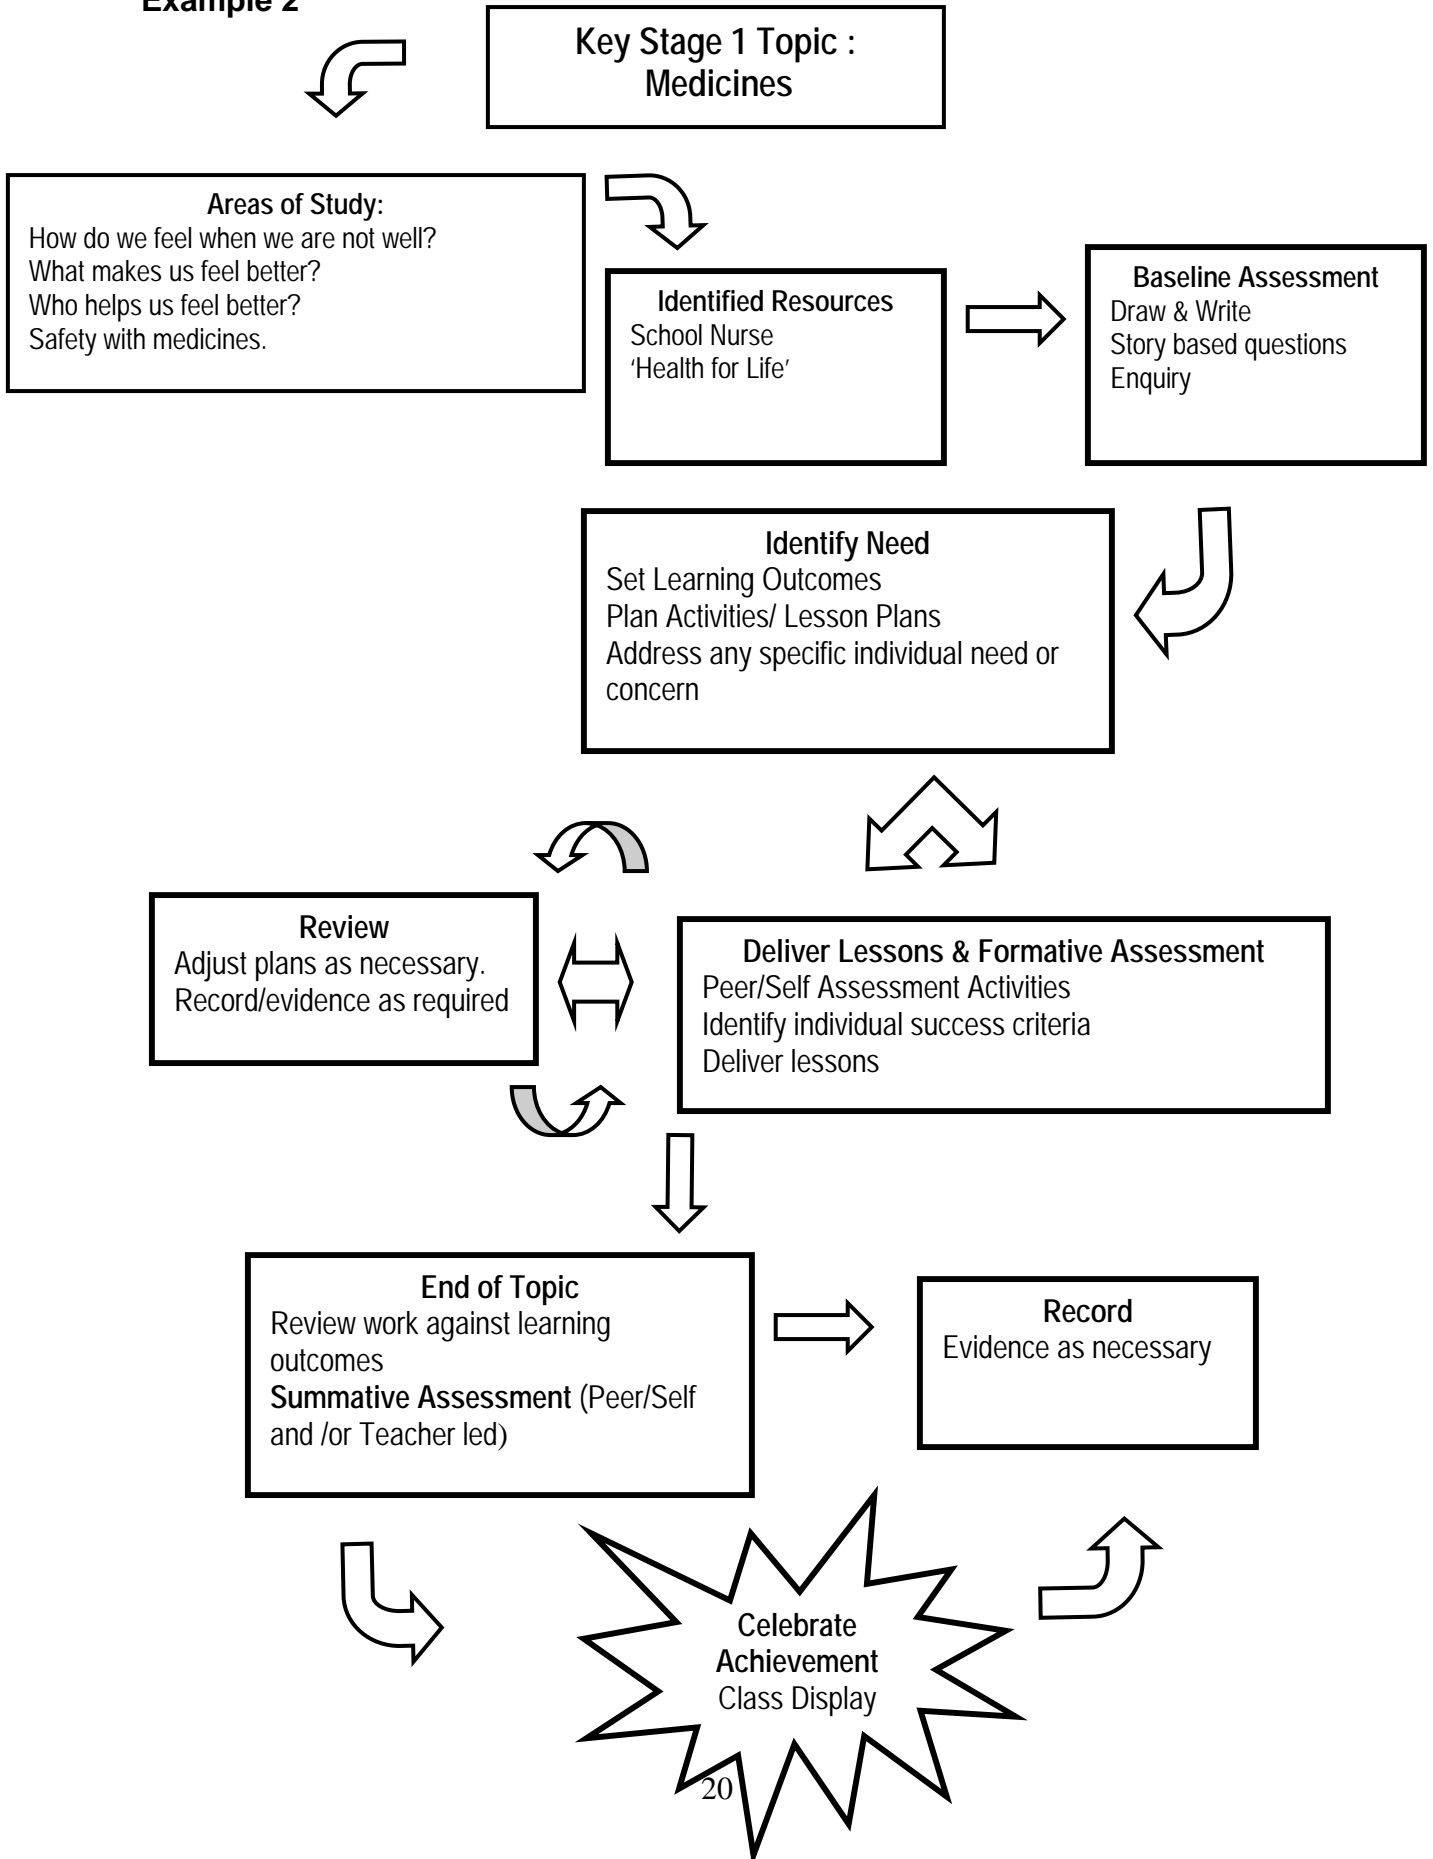 Example 2
Key Stage 1 Topic :
Medicines
Areas of Study:
How do we feel when we are not well?
What makes us feel better?
Who helps us feel better?
Safety with medicines.
Identified Resources
School Nurse
‘Health for Life’
Baseline Assessment
Draw & Write
Story based questions
Enquiry
Identify Need
Set Learning Outcomes
Plan Activities/ Lesson Plans
Address any specific individual need or
concern
Review
Adjust plans as necessary.
Record/evidence as required
Deliver Lessons & Formative Assessment
Peer/Self Assessment Activities
Identify individual success criteria
Deliver lessons
End of Topic
Review work against learning
outcomes
Summative Assessment (Peer/Self
and /or Teacher led)
Record
Evidence as necessary
Celebrate
Achievement
Class Display
20